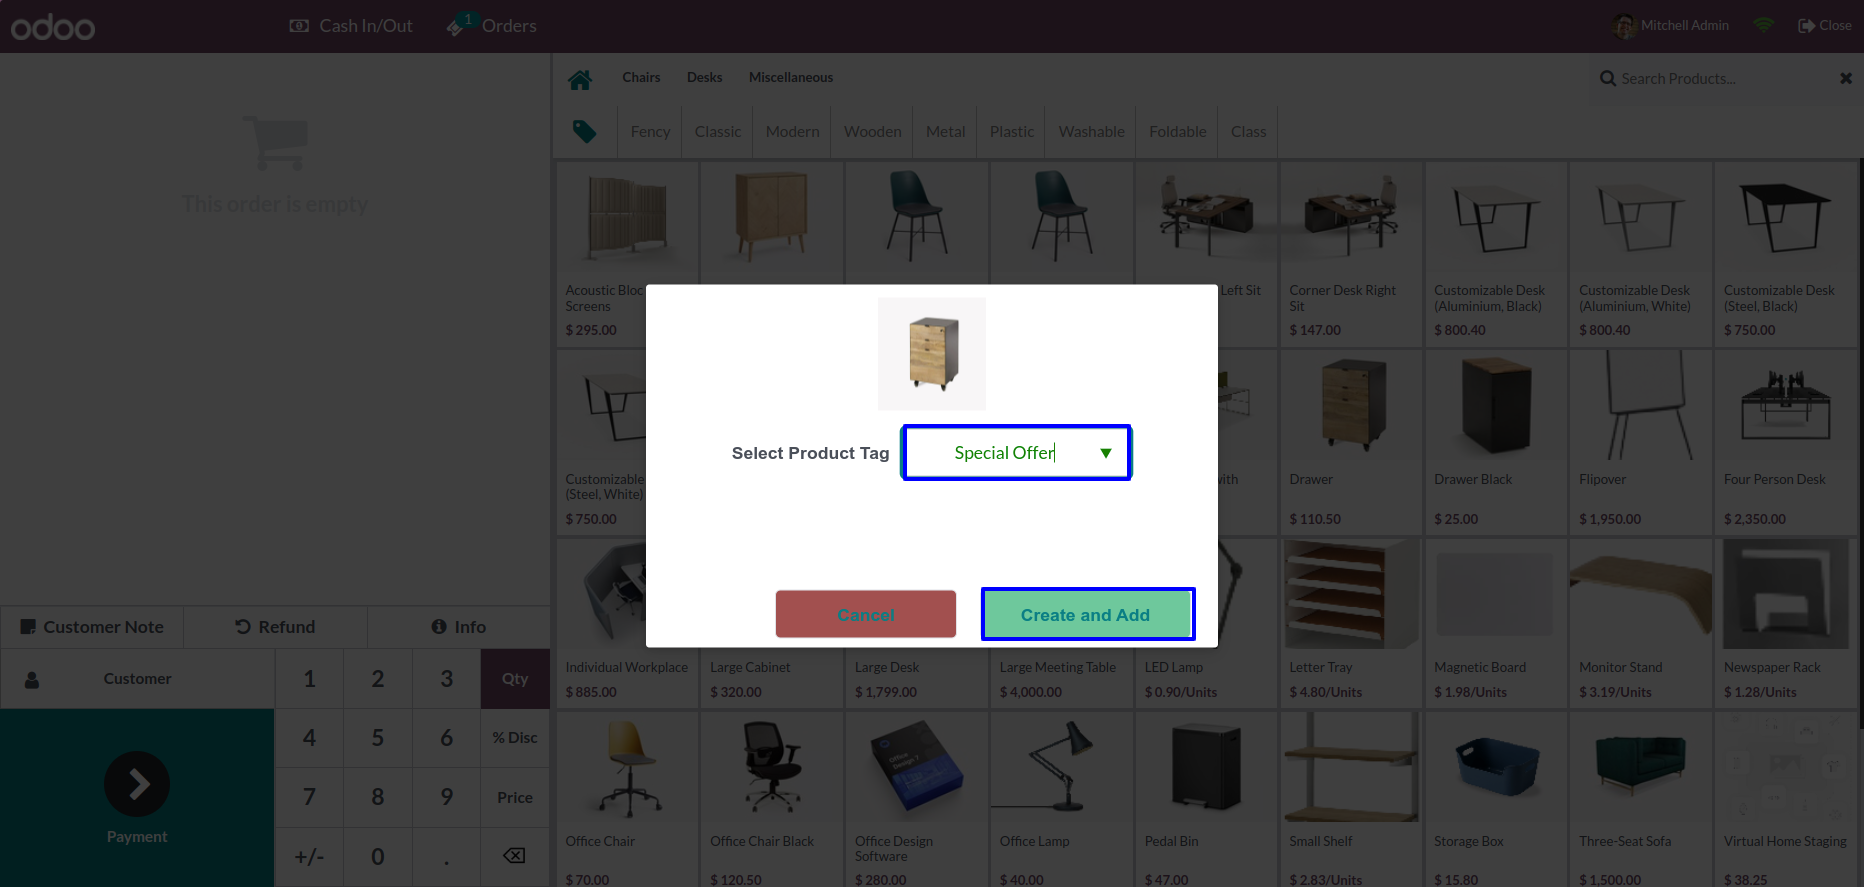 odoo
Cash In/Out
1
Orders
Mitchell Admin
Close
Chairs
Desks
Miscellaneous
Search Products...
Fency
Classic
Modern
Wooden
Metal
Plastic
Washable
Foldable
Class
This order is empty
Acoustic Bloc
Screens
$ 295.00
Left Sit
Corner Desk Right
Sit
$ 147.00
Customizable Desk
(Aluminium, Black)
$ 800.40
Customizable Desk
(Aluminium, White)
$ 800.40
Customizable Desk
(Steel, Black)
$ 750.00
Select Product Tag
Special Offer
Cancel
Create and Add
Customizable
(Steel, White)
$ 750.00
with
Drawer
$ 110.50
Drawer Black
$ 25.00
Flipover
$ 1,950.00
Four Person Desk
$ 2,350.00
Individual Workplace
$ 885.00
Large Cabinet
$ 320.00
Large Desk
$ 1,799.00
Large Meeting Table
$ 4,000.00
LED Lamp
$ 0.90/Units
Letter Tray
$ 4.80/Units
Magnetic Board
$ 1.98/Units
Monitor Stand
$ 3.19/Units
Newspaper Rack
$ 1.28/Units
Office
Design 7
Office Chair
$ 70.00
Office Chair Black
$ 120.50
Office Design
Software
$ 280.00
Office Lamp
$ 40.00
Pedal Bin
$ 47.00
Small Shelf
$ 2.83/Units
Storage Box
$ 15.80
Three-Seat Sofa
$ 1,500.00
Virtual Home Staging
$ 38.25
Customer Note
Refund
Info
Customer
1
2
3
Qty
4
5
6
% Disc
7
8
9
Price
+/-
0
.
Payment